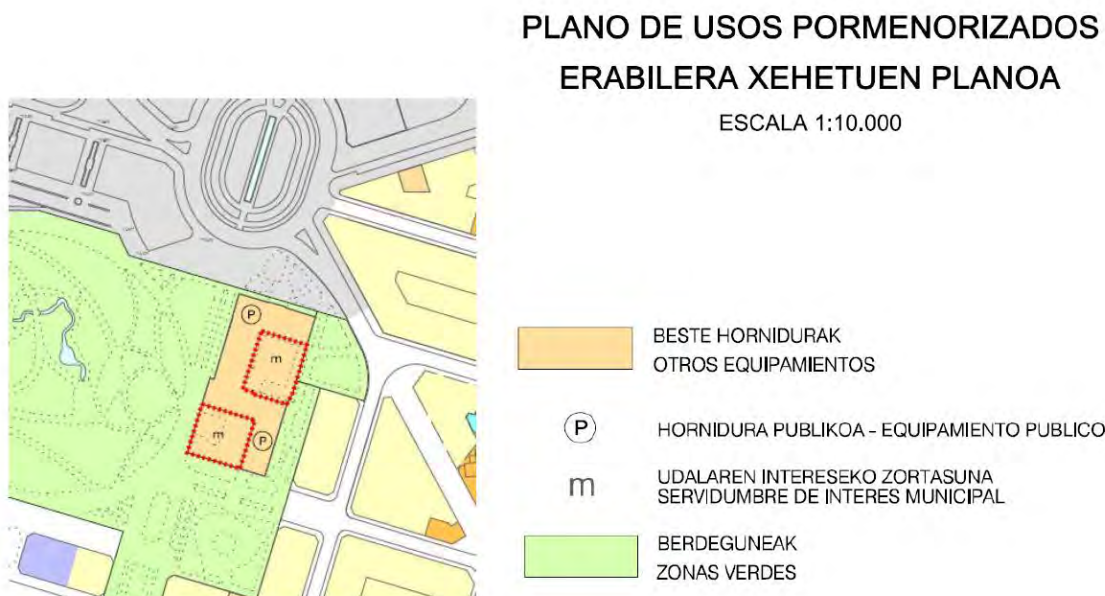 PLANO DE USOS PORMENORIZADOS
ERABILERA XEHETUEN PLANOA
ESCALA 1:10.000
P
m
m
P
BESTE HORNIDURAK
OTROS EQUIPAMIENTOS
P
HORNIDURA PUBLIKOA - EQUIPAMIENTO PUBLICO
m
UDALAREN INTERESEKO ZORTASUNA
SERVIDUMBRE DE INTERES MUNICIPAL
BERDEGUNEAK
ZONAS VERDES